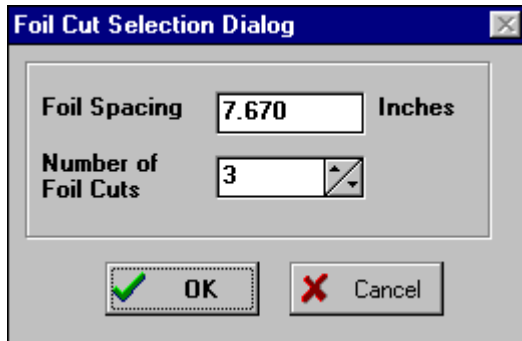 Foil Cut Selection Dialog
Foil Spacing 7.670 Inches
Number of
Foil Cuts 3
OK Cancel